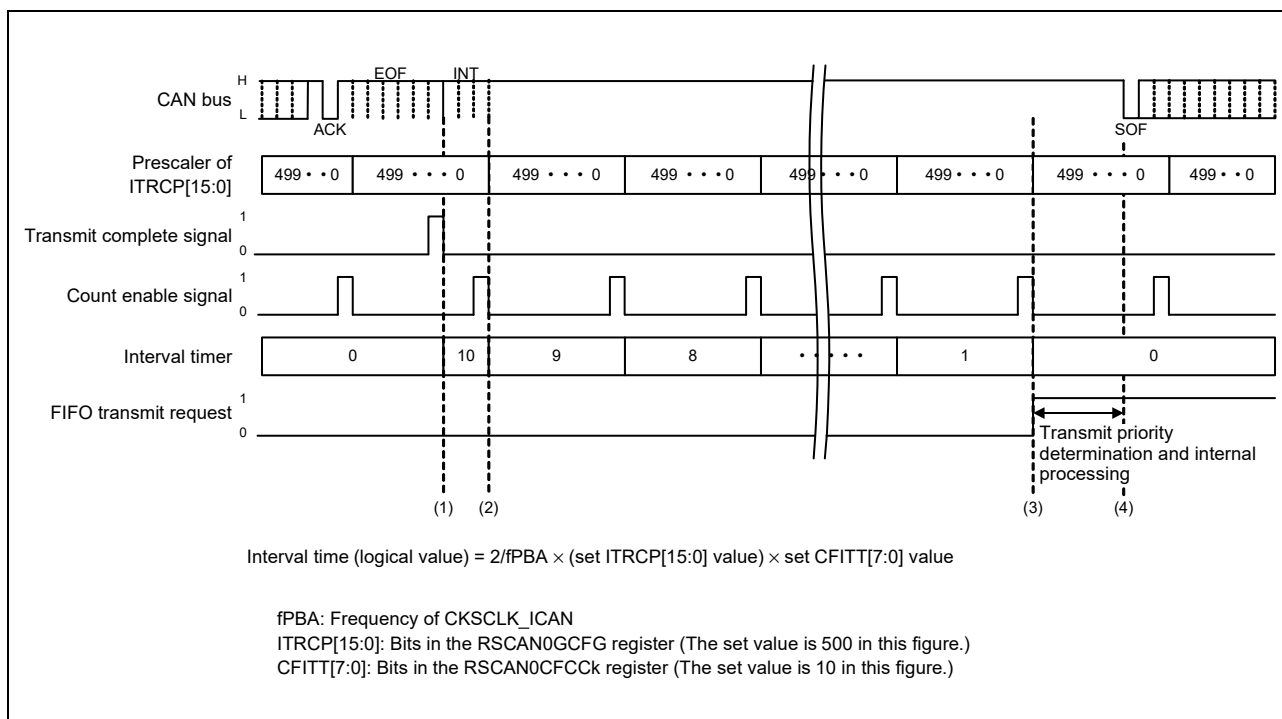 EOF INT
H
CAN bus
L
ACK
SOF
Prescaler of
ITRCP[15:0]
499・・0 499・・・0 499・・・0 499・・・0 499・・・0 499・・・0 499・・・0 499・・0
Transmit complete signal
1
0
Count enable signal
1
0
Interval timer
0 10 9 8 ・・・・・ 1 0
FIFO transmit request
1
0
Transmit priority
determination and internal
processing
(1) (2) (3) (4)
Interval time (logical value) = 2/fPBA × (set ITRCP[15:0] value) × set CFITT[7:0] value
fPBA: Frequency of CKSCLK_ICAN
ITRCP[15:0]: Bits in the RSCAN0GCFG register (The set value is 500 in this figure.)
CFITT[7:0]: Bits in the RSCAN0CFCCk register (The set value is 10 in this figure.)